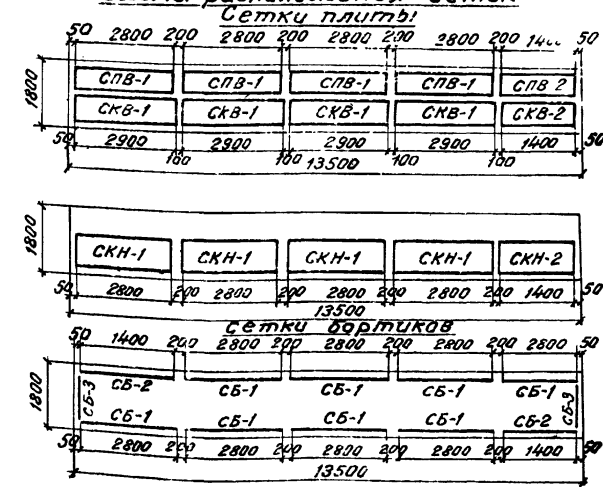 Сетки плиты
50 2800 200 2800 200 2800 200 2800 200 50
1800
СПВ-1 СПВ-1 СПВ-1 СПВ-1 СПВ 2
СКВ-1 СКВ-1 СКВ-1 СКВ-1 СКВ-2
50 2900 2900 2900 2900 1400 50
100 100 100 100
13500
1800
СКН-1 СКН-1 СКН-1 СКН-1 СКН-2
50 2800 200 2800 200 2800 200 2800 200 1400 50
13500
Сетки бортиков
50 1400 200 2800 200 2800 200 2800 200 2800 50
1800
СБ-3 СБ-2 СБ-1 СБ-1 СБ-1 СБ-1
СБ-1 СБ-1 СБ-1 СБ-1 СБ-2
50 2800 200 2800 200 2800 200 2800 200 1400 50
13500